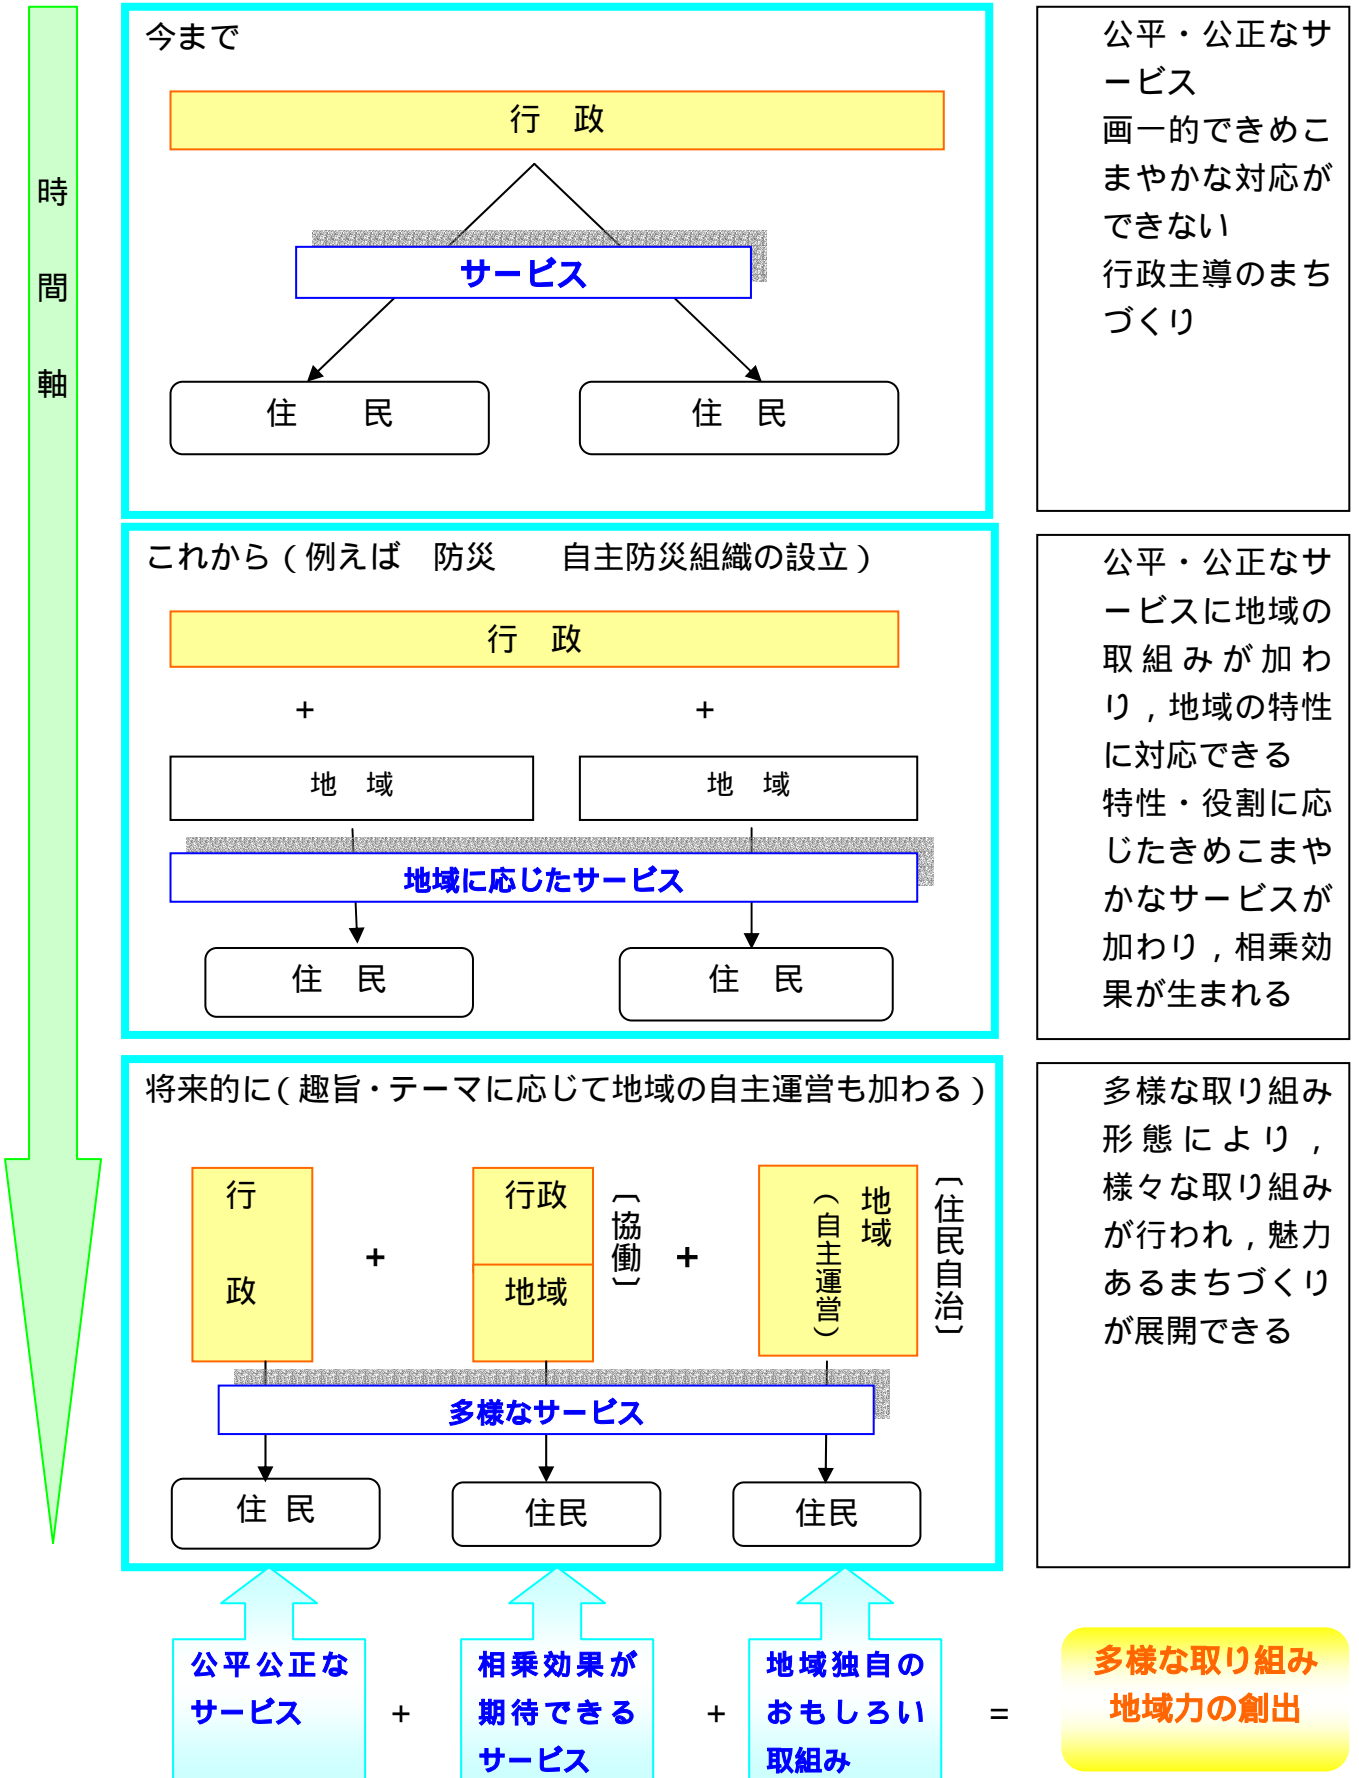 時
間
軸
今まで
行　政
サービス
住　　民
住　民
公平・公正なサ
ービス
画一的できめこ
まやかな対応が
できない
行政主導のまち
づくり
これから（例えば　防災　　自主防災組織の設立）
行　政
+
+
地　域
地　域
地域に応じたサービス
住　民
住　民
公平・公正なサ
ービスに地域の
取組みが加わ
り，地域の特性
に対応できる
特性・役割に応
じたきめこまや
かなサービスが
加わり，相乗効
果が生まれる
将来的に（趣旨・テーマに応じて地域の自主運営も加わる）
行
政
+
行政
地域
〔協働〕
+
地域
（自主運営）
〔住民自治〕
多様なサービス
住 民
住民
住民
多様な取り組み
形態により，
様々な取り組み
が行われ，魅力
あるまちづくり
が展開できる
公平公正な
サービス
+
相乗効果が
期待できる
サービス
+
地域独自の
おもしろい
取組み
=
多様な取り組み
地域力の創出